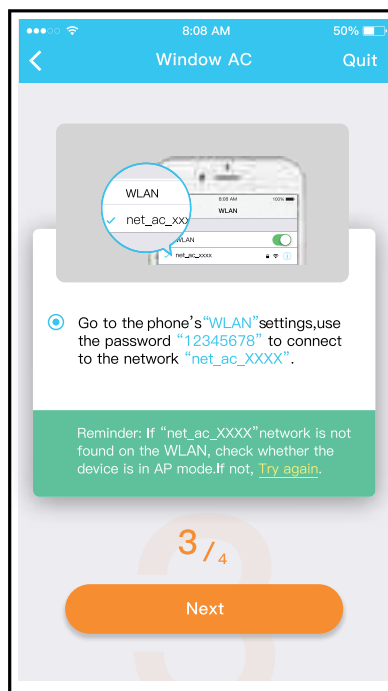 8:08 AM
50%
Window AC
Quit
WLAN
net_ac_xxx
8:08 AM
100%
WLAN
WLAN
net_ac_xxxx
Go to the phone's“WLAN”settings,use
the password “12345678” to connect
to the network “net_ac_XXXX”.
Reminder: If “net_ac_XXXX”network is not
found on the WLAN, check whether the
device is in AP mode.If not, Try again.
3
3/4
Next